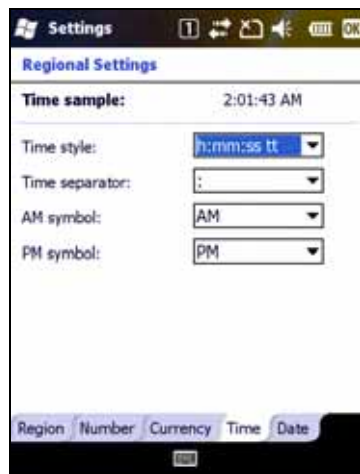 Settings 1 OK
Regional Settings
Time sample: 2:01:43 AM
Time style: h:mm:ss tt
Time separator: :
AM symbol: AM
PM symbol: PM
Region Number Currency Time Date